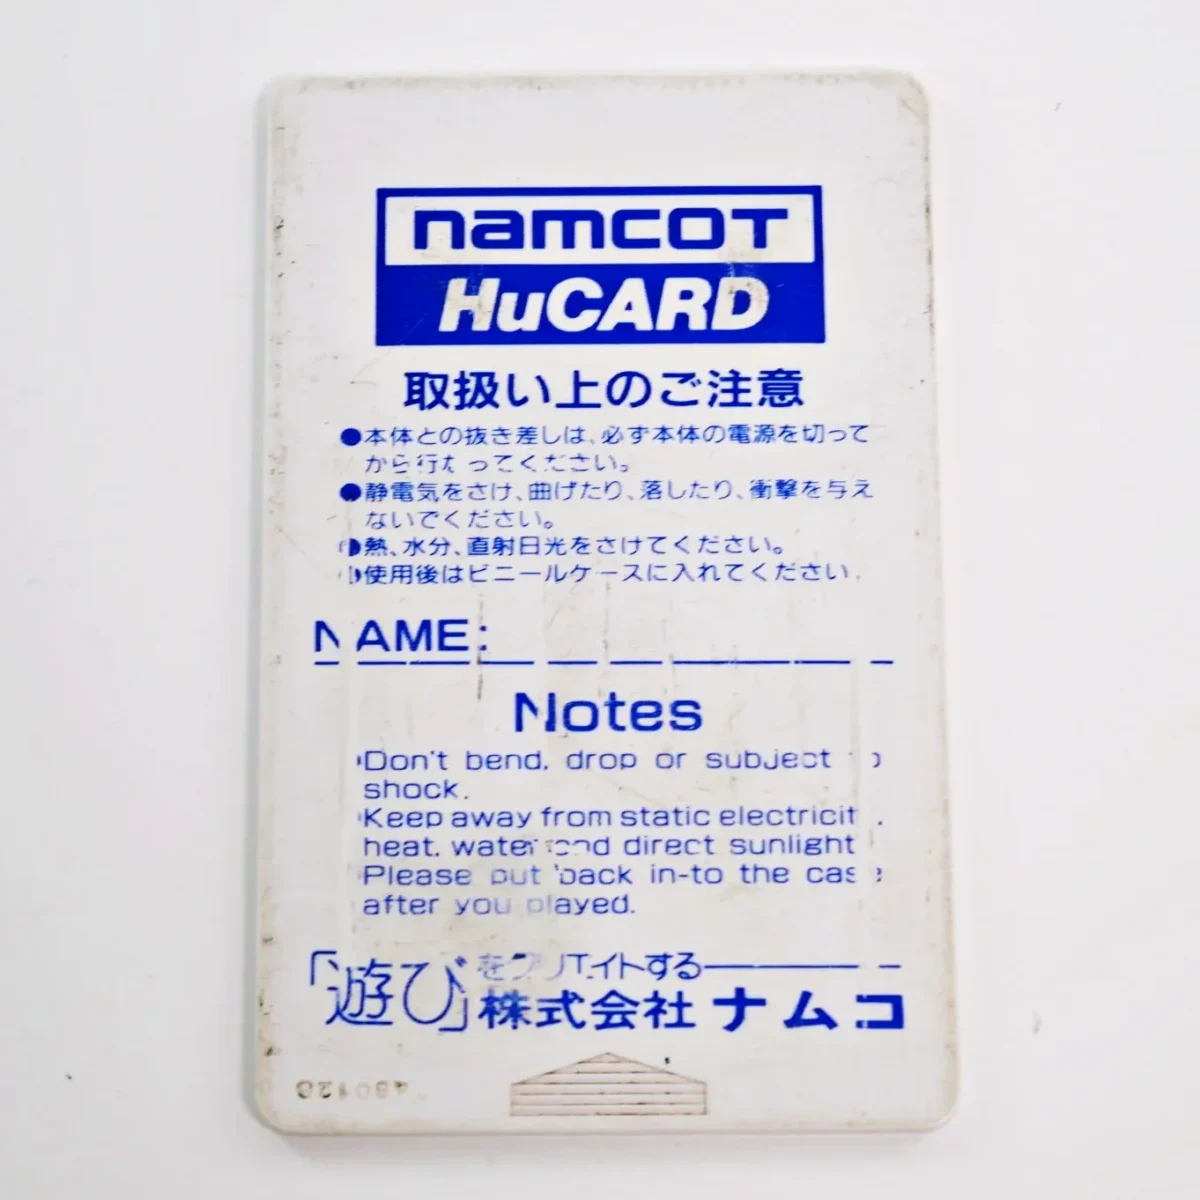 namcoT
HuCARD
取扱い上のご注意
●本体との抜き差しは、必ず本体の電源を切って
から行なってください。
●静電気をさけ、曲げたり、落したり、衝撃を与え
ないでください。
●熱、水分、直射日光をさけてください。
●使用後はビニールケースに入れてください.
NAME:
Notes
•Don't bend, drop or subject to
shock.
•Keep away from static electricity,
heat, water and direct sunlight
•Please put back in-to the case
after you played.
「遊び」をクリエイトする
株式会社ナムコ